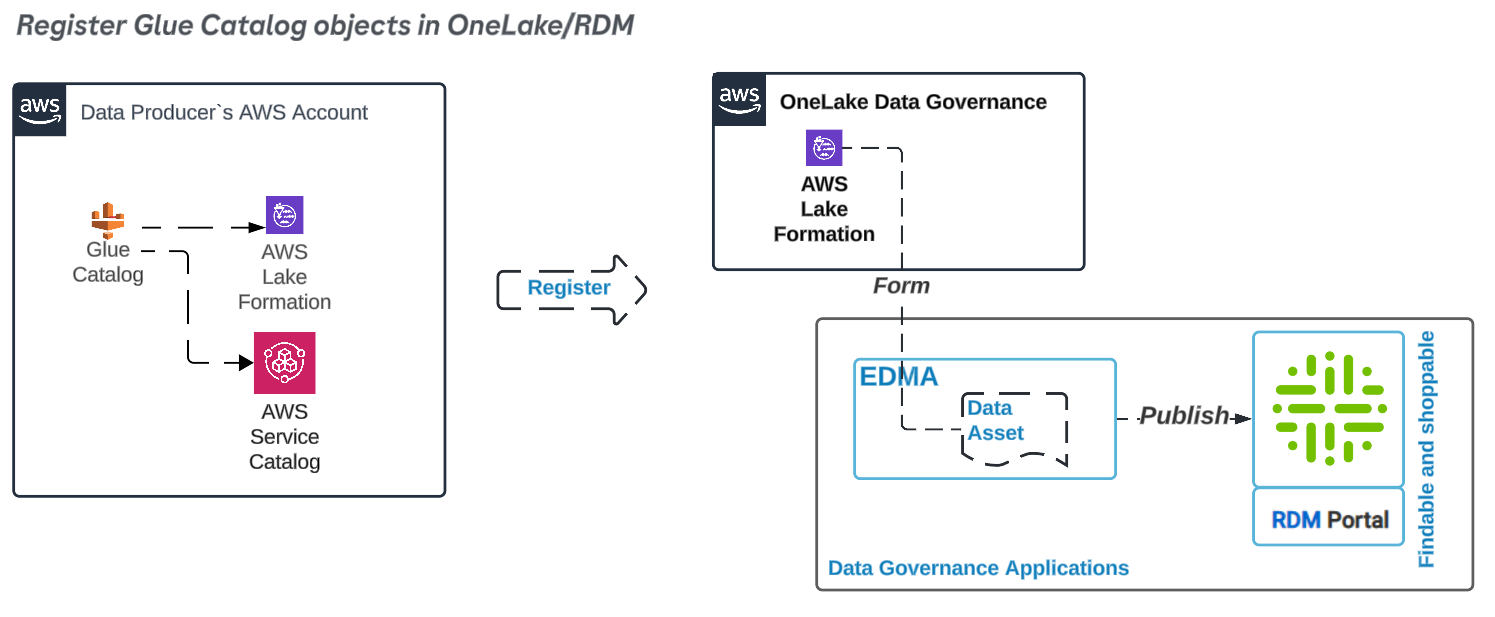 Register Glue Catalog objects in OneLake/RDM
aws
Data Producer`s AWS Account
Glue
Catalog
AWS
Lake
Formation
AWS
Service
Catalog
Register
aws
OneLake Data Governance
AWS
Lake
Formation
Form
EDMA
Data
Asset
Publish
RDM Portal
Findable and shoppable
Data Governance Applications